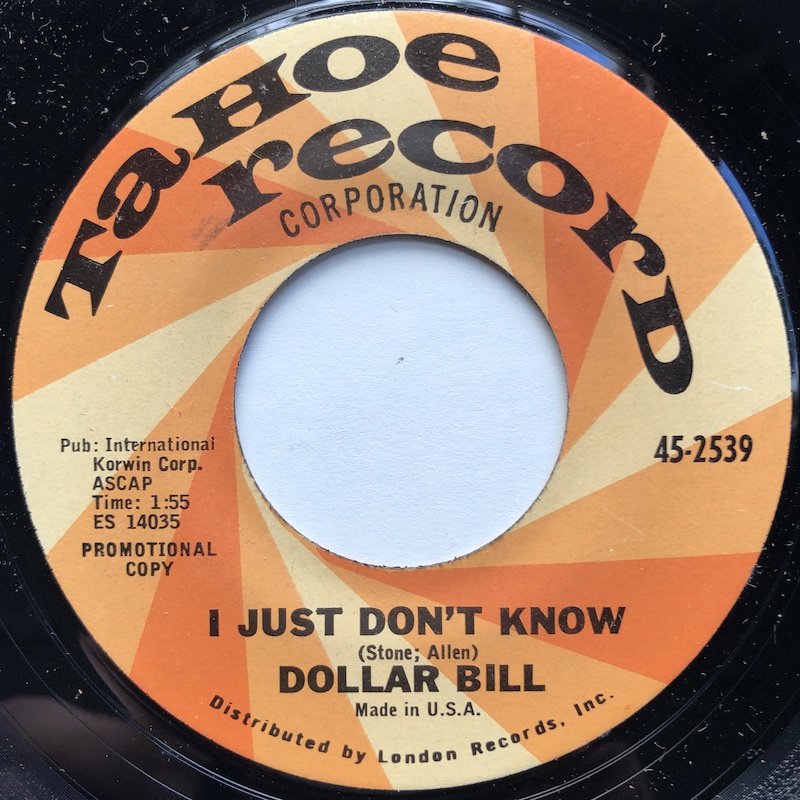 TaHoe
recorD
CORPORATION
Pub: International
Korwin Corp.
ASCAP
Time: 1:55
ES 14035
PROMOTIONAL
COPY
45-2539
I JUST DON'T KNOW
(Stone; Allen)
DOLLAR BILL
Made in U.S.A.
Distributed by London Records, Inc.